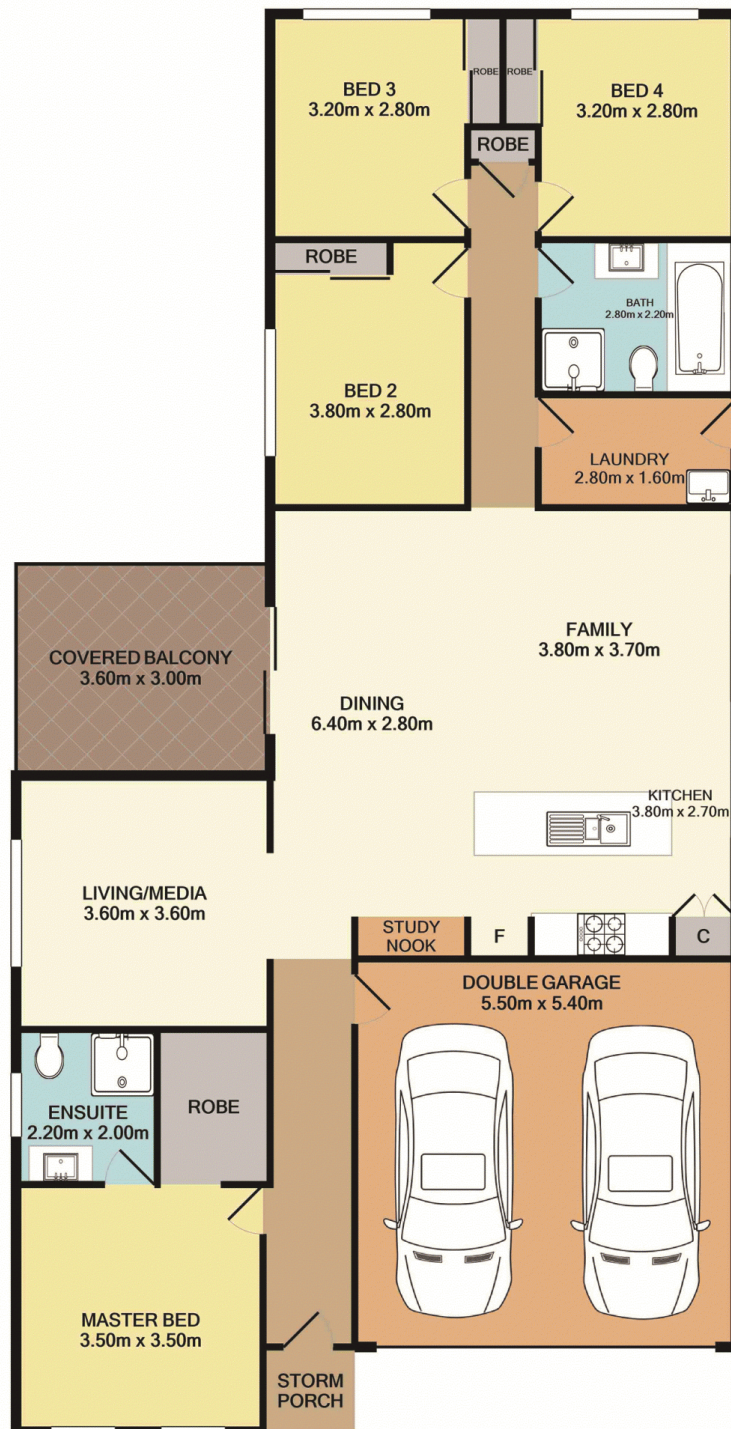 BED 3
3.20m x 2.80m
ROBE
ROBE
BED 4
3.20m x 2.80m
ROBE
ROBE
BATH
2.80m x 2.20m
BED 2
3.80m x 2.80m
LAUNDRY
2.80m x 1.60m
COVERED BALCONY
3.60m x 3.00m
FAMILY
3.80m x 3.70m
DINING
6.40m x 2.80m
KITCHEN
3.80m x 2.70m
LIVING/MEDIA
3.60m x 3.60m
STUDY
NOOK
F
C
DOUBLE GARAGE
5.50m x 5.40m
ENSUITE
2.20m x 2.00m
ROBE
MASTER BED
3.50m x 3.50m
STORM
PORCH